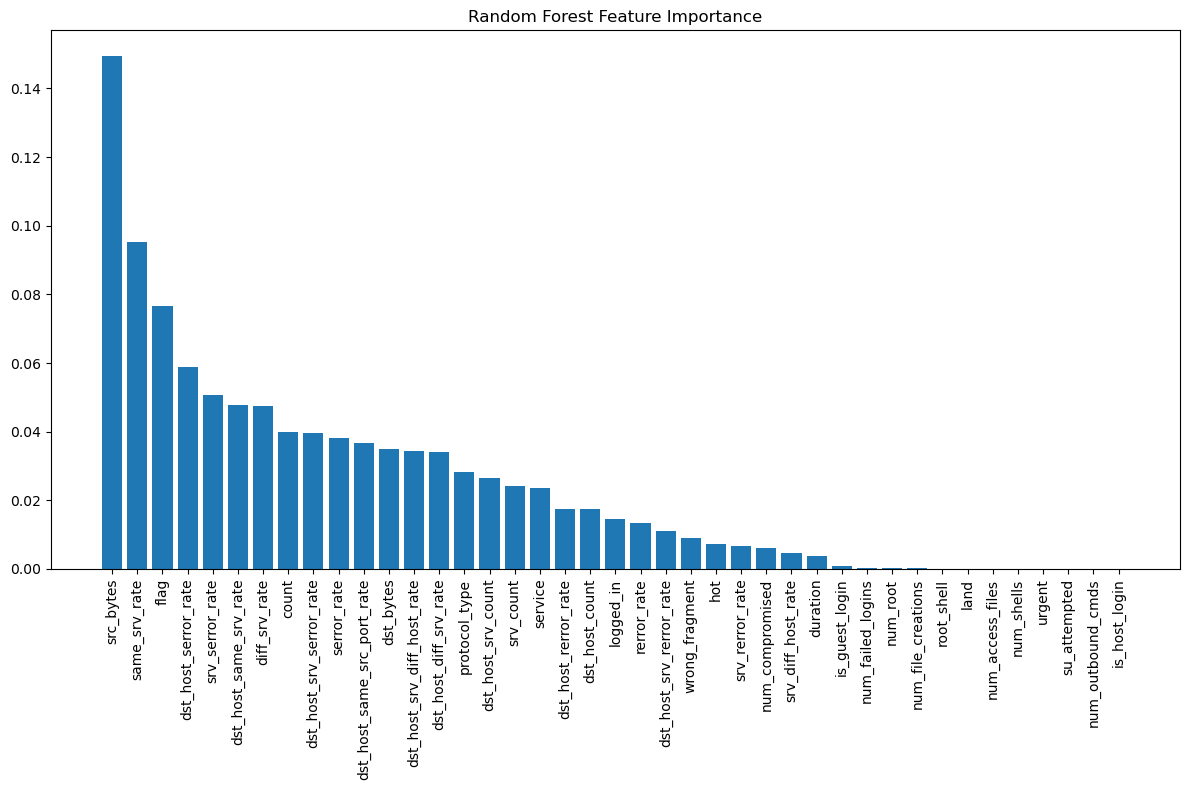 Random Forest Feature Importance
0.14
0.12
0.10
0.08
0.06
0.04
0.02
0.00
src_bytes
same_srv_rate
flag
dst_host_serror_rate
srv_serror_rate
dst_host_same_srv_rate
diff_srv_rate
count
dst_host_srv_serror_rate
serror_rate
dst_host_same_src_port_rate
dst_bytes
dst_host_srv_diff_host_rate
dst_host_diff_srv_rate
protocol_type
dst_host_srv_count
srv_count
service
dst_host_rerror_rate
dst_host_count
logged_in
rerror_rate
dst_host_srv_rerror_rate
wrong_fragment
hot
srv_rerror_rate
num_compromised
srv_diff_host_rate
duration
is_guest_login
num_failed_logins
num_root
num_file_creations
root_shell
land
num_access_files
num_shells
urgent
su_attempted
num_outbound_cmds
is_host_login